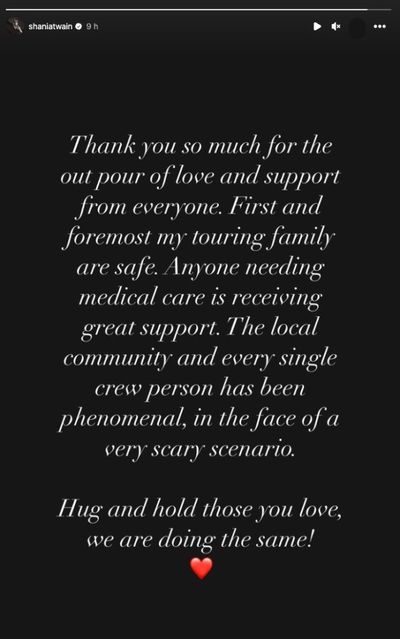 shaniatwain 9 h
Thank you so much for the
out pour of love and support
from everyone. First and
foremost my touring family
are safe. Anyone needing
medical care is receiving
great support. The local
community and every single
crew person has been
phenomenal, in the face of a
very scary scenario.
Hug and hold those you love,
we are doing the same!